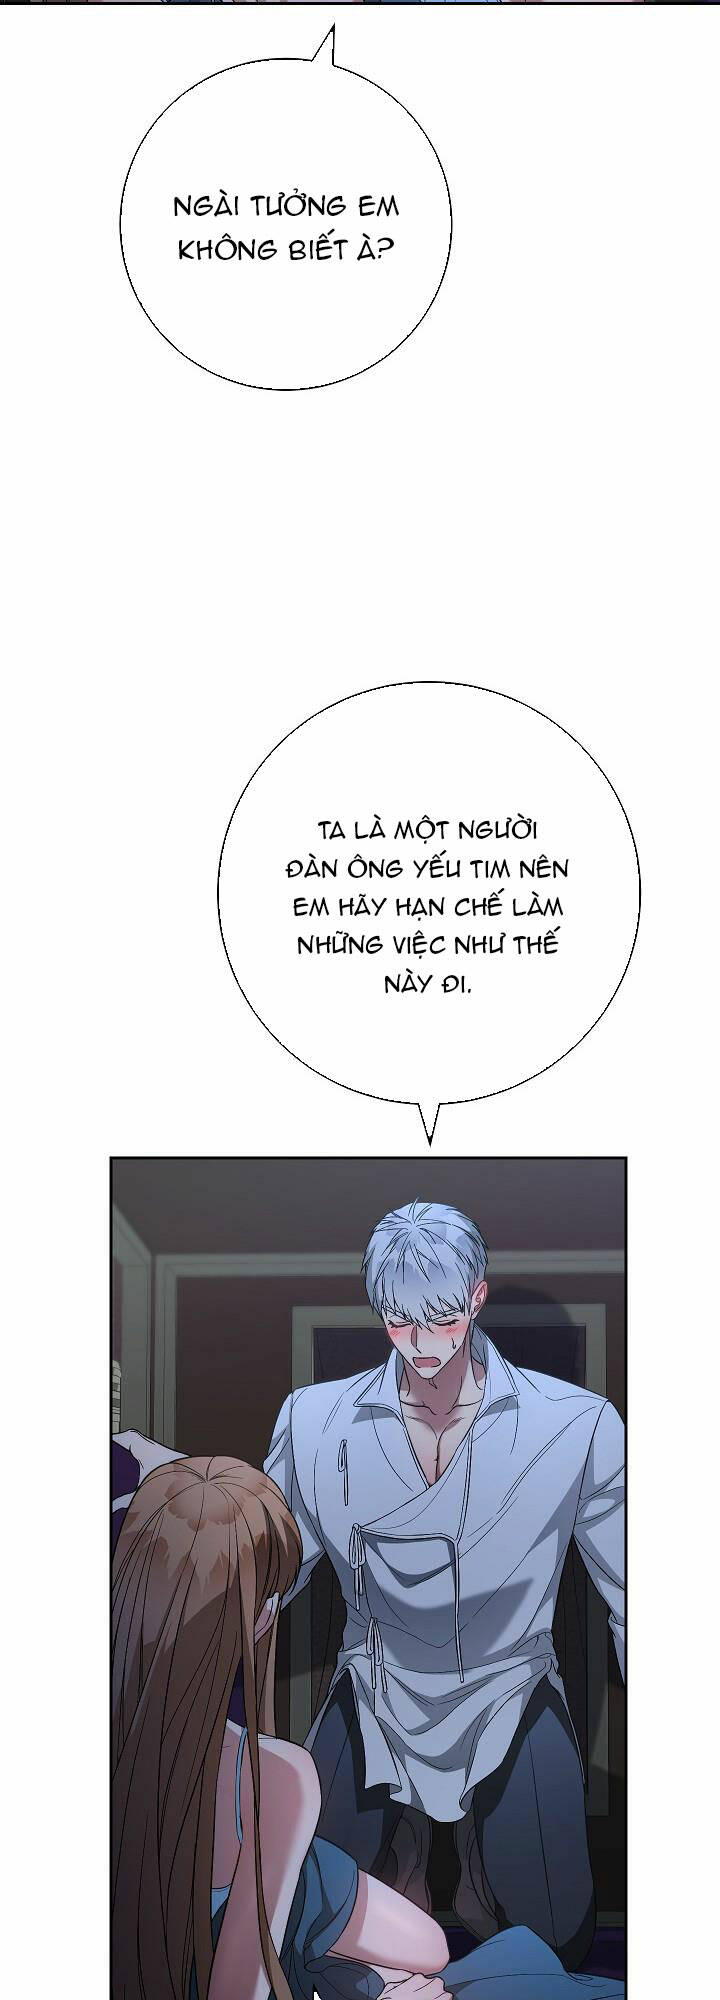 NGÀI TƯỞNG EM
KHÔNG BIẾT À?
TA LÀ MỘT NGƯỜI
ĐÀN ÔNG YẾU TIM NÊN
EM HÃY HẠN CHẾ LÀM
NHỮNG VIỆC NHƯ THẾ
NÀY ĐI.